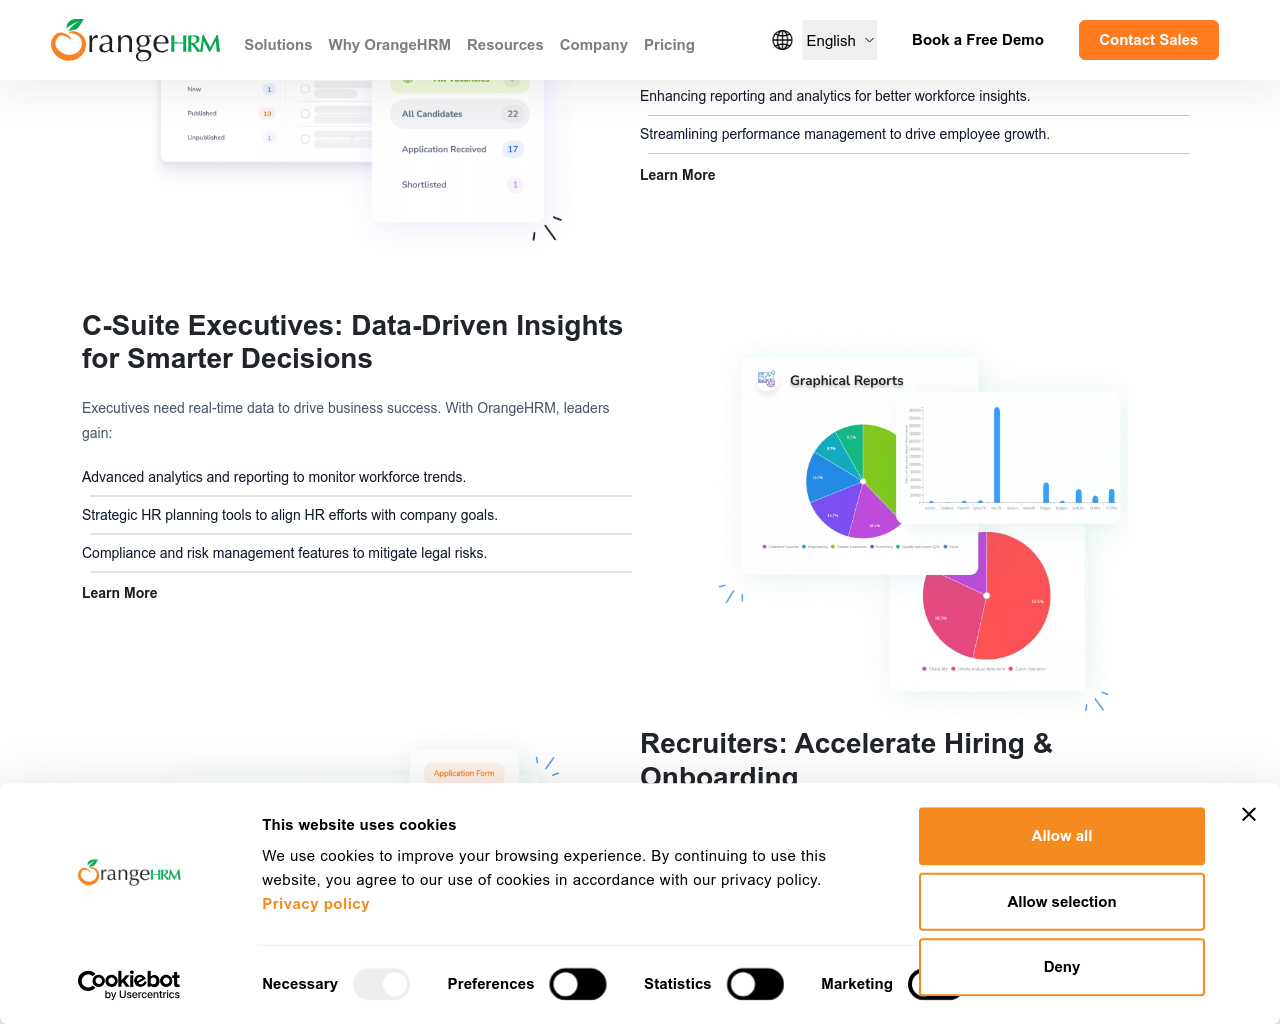 OrangeHRM
Solutions
Why OrangeHRM
Resources
Company
Pricing
English
Book a Free Demo
Contact Sales
New
1
Published
10
Unpublished
1
All Candidates
22
Application Received
17
Shortlisted
1
Enhancing reporting and analytics for better workforce insights.
Streamlining performance management to drive employee growth.
Learn More
C-Suite Executives: Data-Driven Insights
for Smarter Decisions
Executives need real-time data to drive business success. With OrangeHRM, leaders
gain:
Advanced analytics and reporting to monitor workforce trends.
Strategic HR planning tools to align HR efforts with company goals.
Compliance and risk management features to mitigate legal risks.
Learn More
Graphical Reports
Recruiters: Accelerate Hiring &
Onboarding
Application Form
OrangeHRM
This website uses cookies
We use cookies to improve your browsing experience. By continuing to use this
website, you agree to our use of cookies in accordance with our privacy policy.
Privacy policy
Allow all
Allow selection
Deny
Cookiebot
by Usercentrics
Necessary
Preferences
Statistics
Marketing